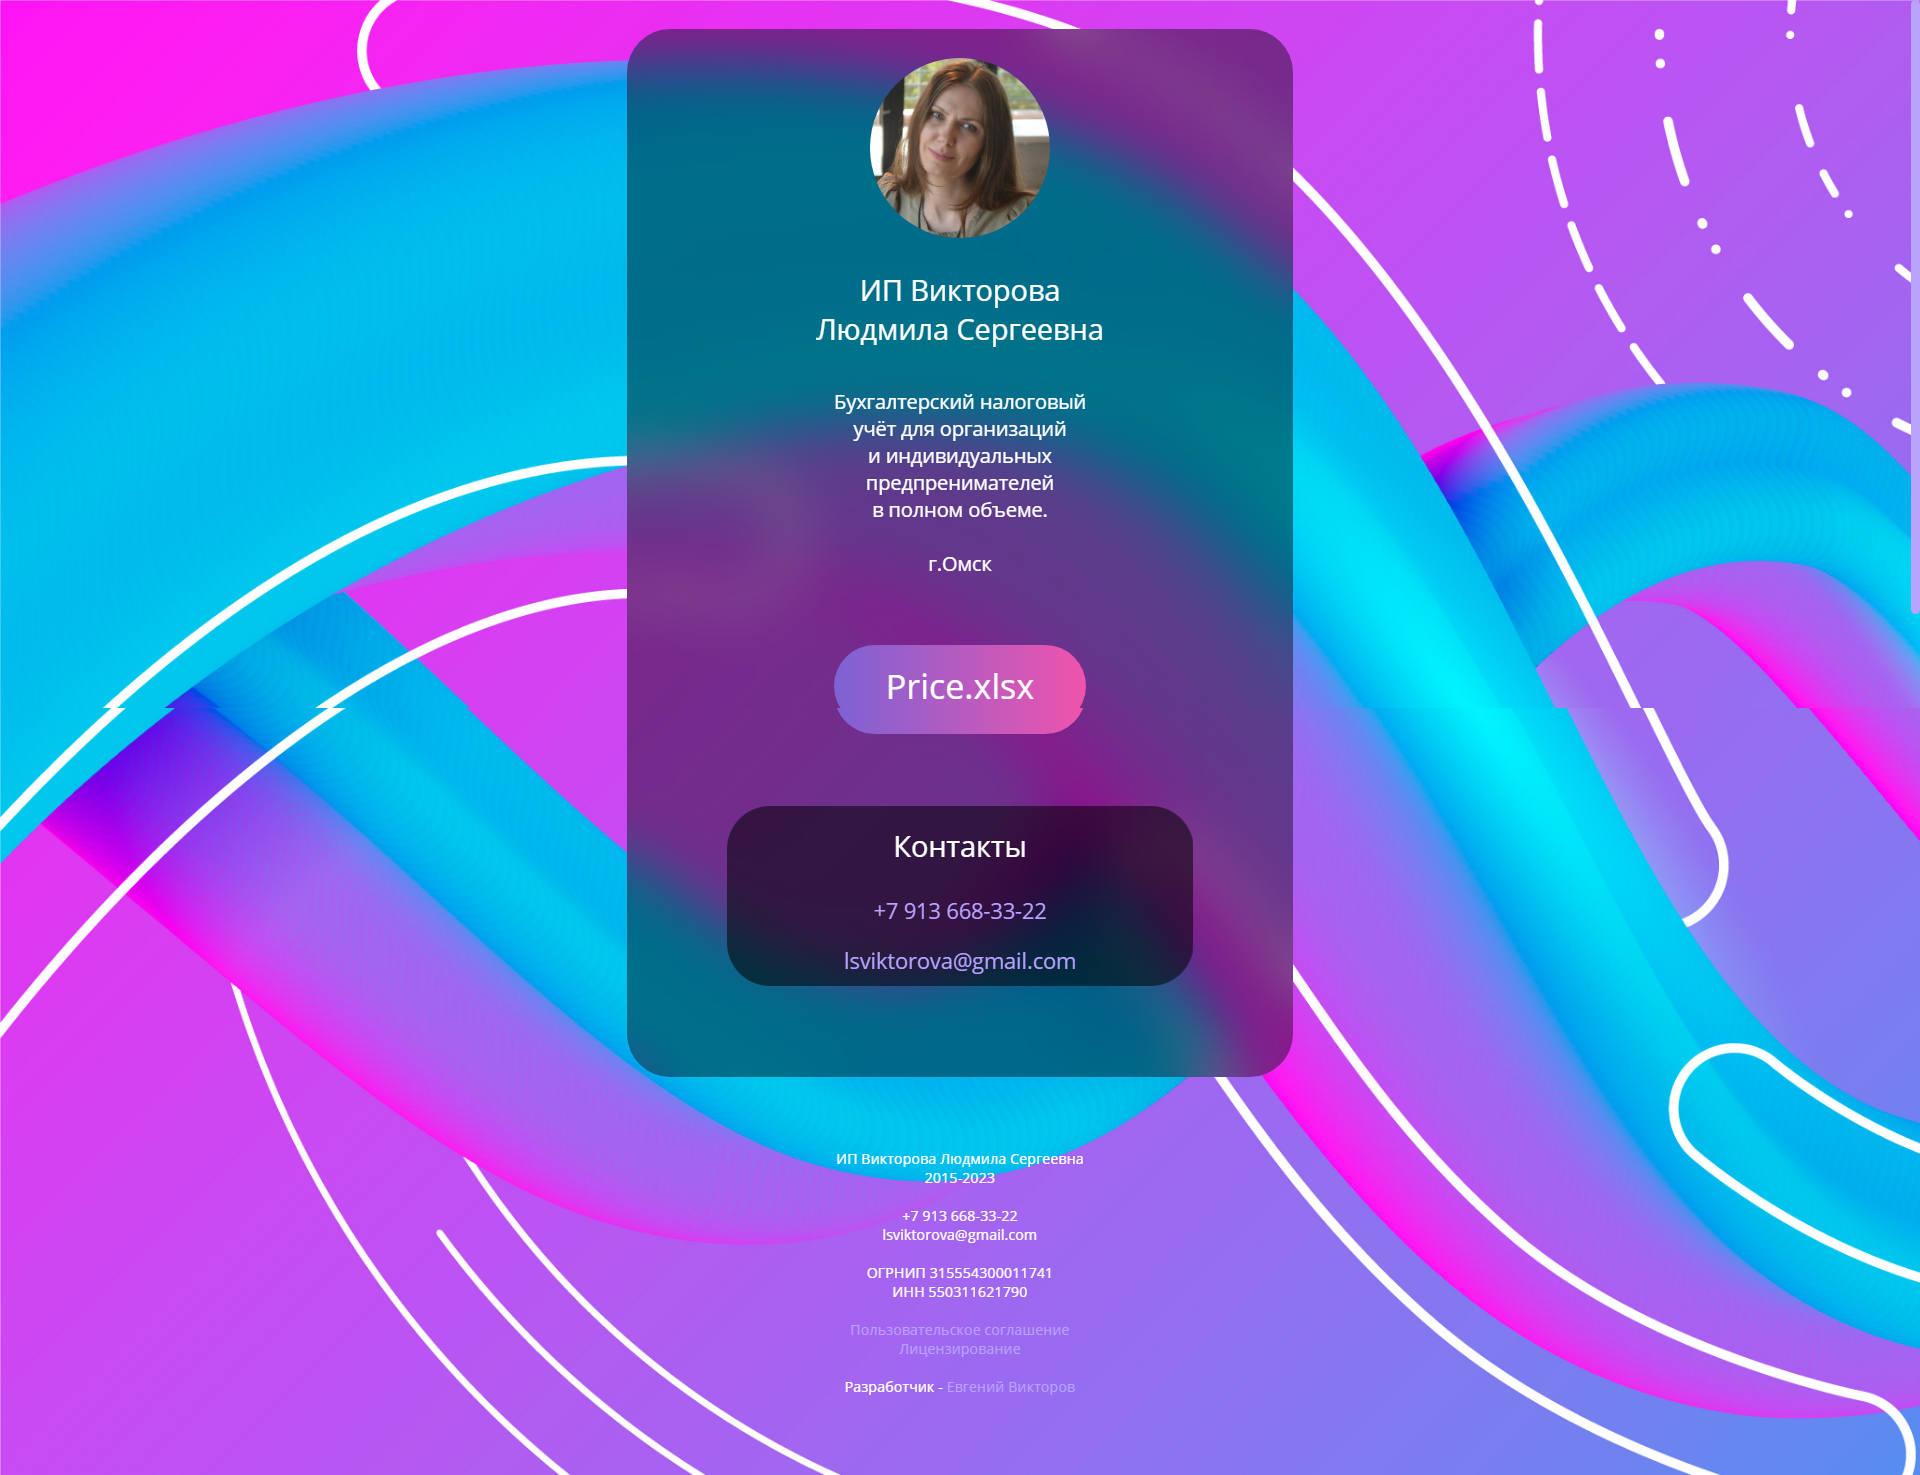 ИП Викторова
Людмила Сергеевна
Бухгалтерский налоговый
учёт для организаций
и индивидуальных
предпренимателей
в полном объеме.
г.Омск
Price.xlsx
Контакты
+7 913 668-33-22
lsviktorova@gmail.com
ИП Викторова Людмила Сергеевна
2015-2023
+7 913 668-33-22
lsviktorova@gmail.com
ОГРНИП 315554300011741
ИНН 550311621790
Пользовательское соглашение
Лицензирование
Разработчик - Евгений Викторов